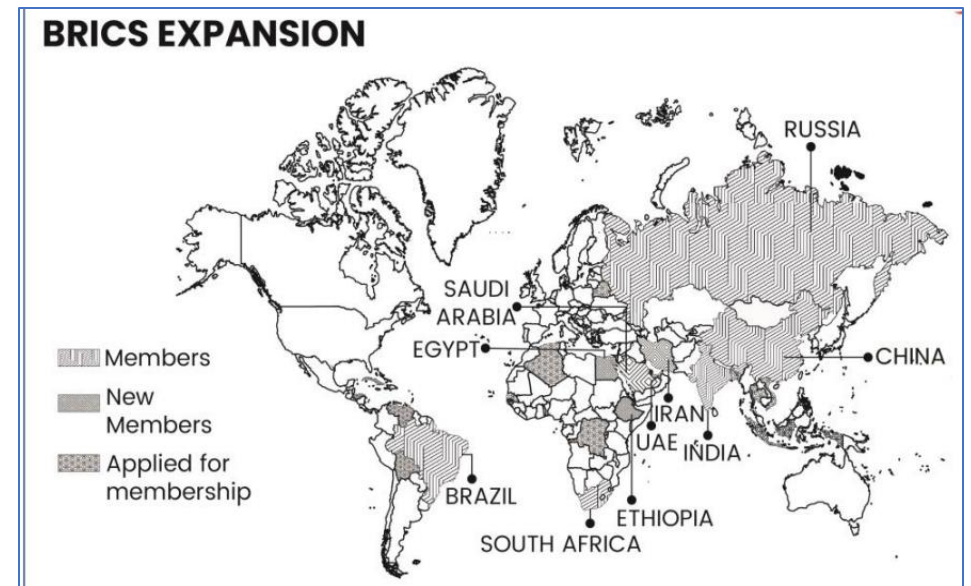 BRICS EXPANSION
RUSSIA
SAUDI
ARABIA
EGYPT
CHINA
IRAN
UAE
INDIA
BRAZIL
ETHIOPIA
SOUTH AFRICA
Members
New
Members
Applied for
membership